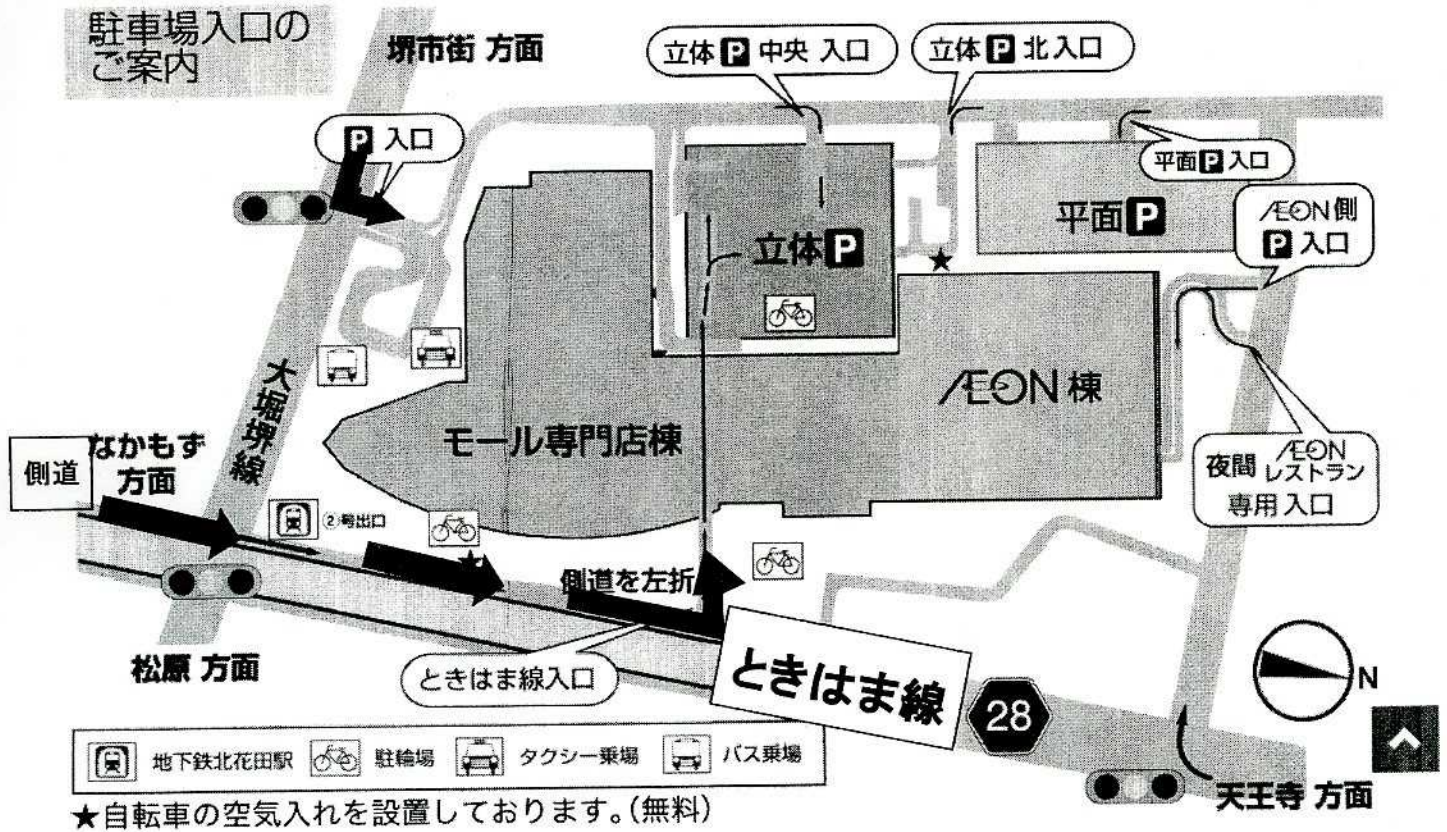 駐車場入口の
ご案内
堺市街 方面
立体 P 中央 入口
立体 P 北入口
P 入口
平面 P 入口
ÆON側
P 入口
平面 P
立体 P
大堀堺線
ÆON棟
モール専門店棟
なかもず
方面
側道
夜間 ÆON
レストラン
専用 入口
②号出口
側道を左折
松原 方面
ときはま線入口
ときはま線
28
N
地下鉄北花田駅 駐輪場 タクシー乗場 バス乗場
天王寺 方面
★自転車の空気入れを設置しております。(無料)